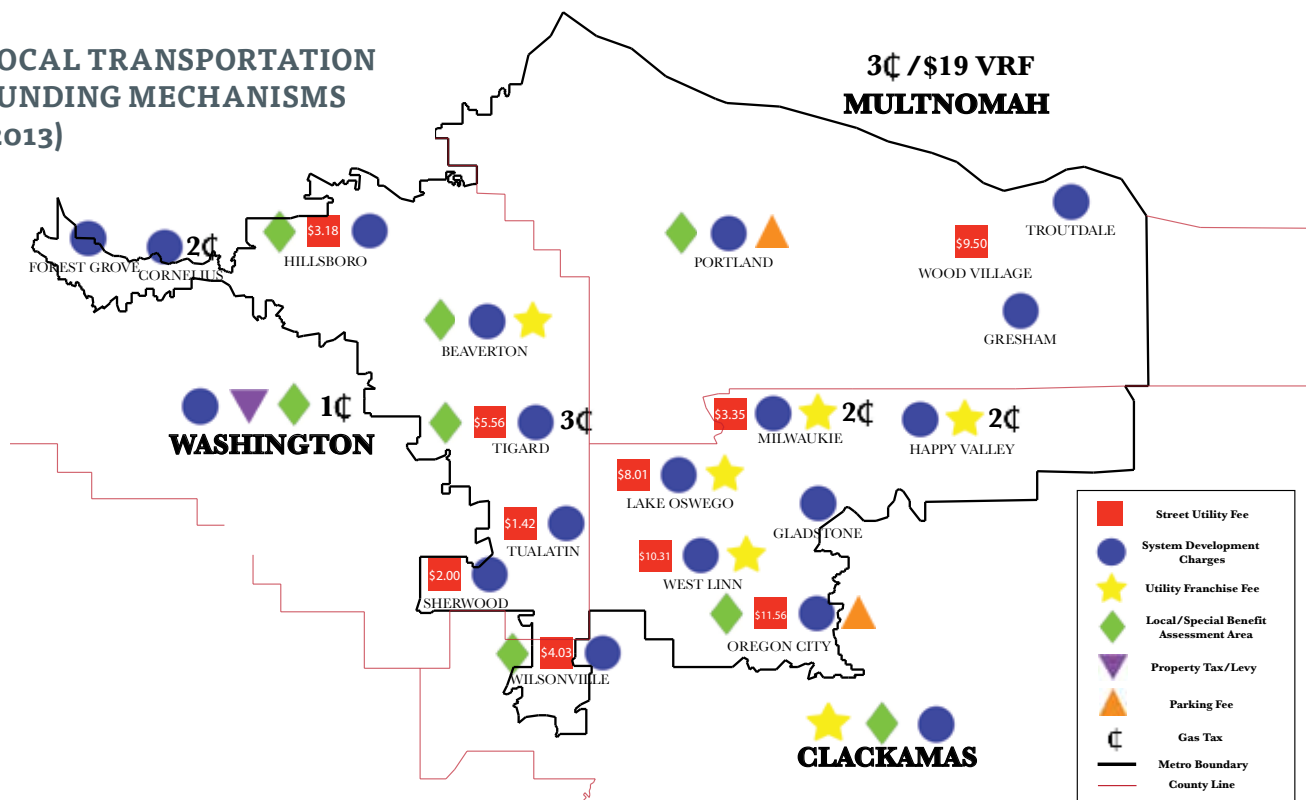 OCAL TRANSPORTATION
UNDING MECHANISMS
2013)
3₵ /$19 VRF
MULTNOMAH
TROUTDALE
$9.50
WOOD VILLAGE
GRESHAM
PORTLAND
FOREST GROVE
2₵
CORNELIUS
$3.18
HILLSBORO
BEAVERTON
1₵
WASHINGTON
$5.56
3₵
TIGARD
$3.35
2₵
MILWAUKIE
2₵
HAPPY VALLEY
$8.01
LAKE OSWEGO
GLADSTONE
$1.42
TUALATIN
$10.31
WEST LINN
$2.00
SHERWOOD
$11.56
OREGON CITY
$4.03
WILSONVILLE
CLACKAMAS
Street Utility Fee
System Development
Charges
Utility Franchise Fee
Local/Special Benefit
Assessment Area
Property Tax/Levy
Parking Fee
₵ Gas Tax
Metro Boundary
County Line